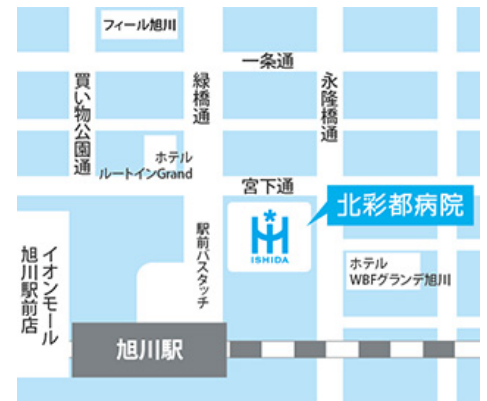 フィール旭川
一条通
買い物公園通
緑橋通
永隆橋通
ホテル
ルートインGrand
宮下通
北彩都病院
ISHIDA
駅前バスタッチ
イオンモール
旭川駅前店
ホテル
WBFグランデ旭川
旭川駅